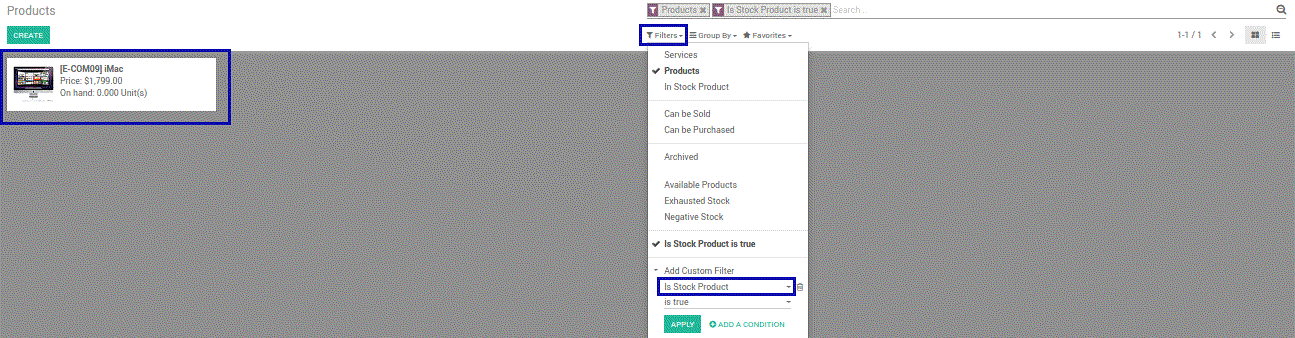 Products
Products ✖ Is Stock Product is true ✖ Search...
CREATE
Filters Group By Favorites 1-1 / 1
[E-COM09] iMac
Price: $1,799.00
On hand: 0.000 Unit(s)
Services
Products
In Stock Product
Can be Sold
Can be Purchased
Archived
Available Products
Exhausted Stock
Negative Stock
Is Stock Product is true
Add Custom Filter
Is Stock Product
is true
APPLY ADD A CONDITION